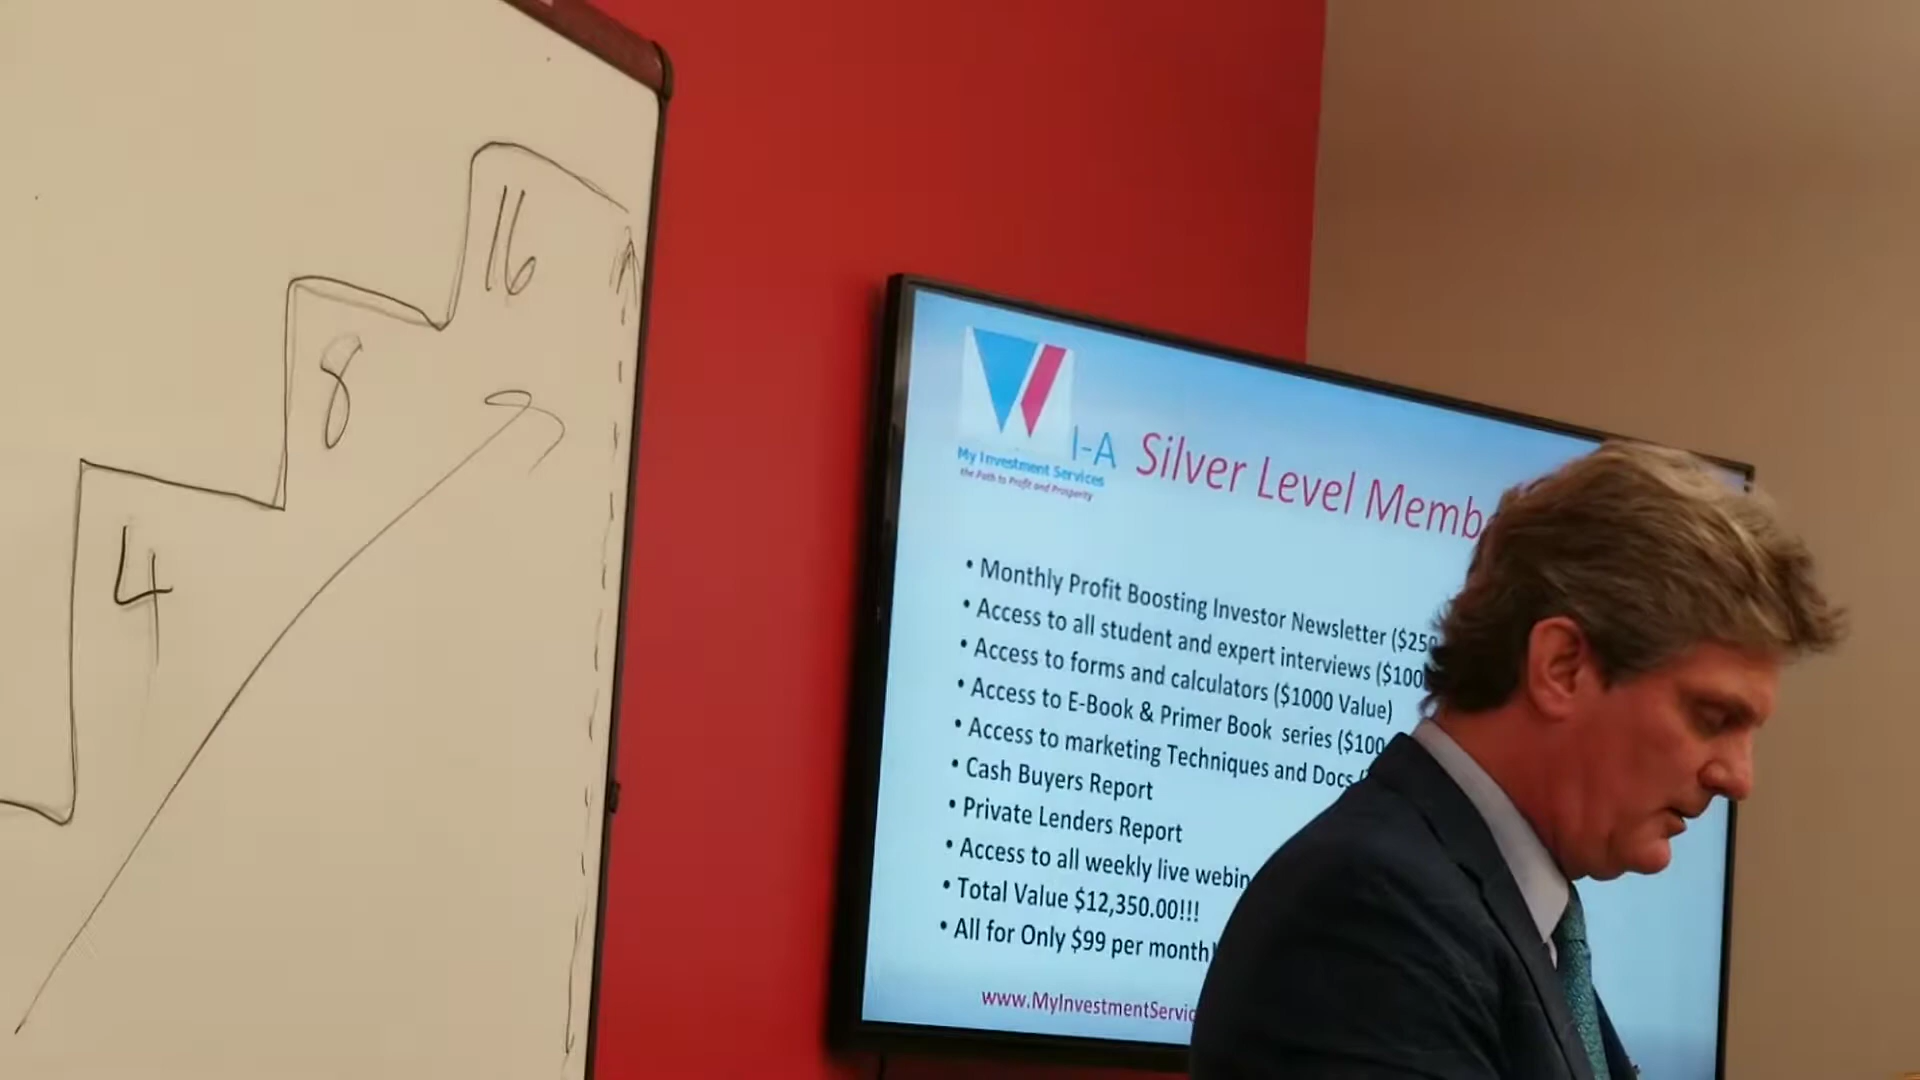 16
8
4
I-A Silver Level Memb
My Investment Services
the Path to Profit and Prosperity
• Monthly Profit Boosting Investor Newsletter ($250
• Access to all student and expert interviews ($100
• Access to forms and calculators ($1000 Value)
• Access to E-Book & Primer Book series ($100
• Access to marketing Techniques and Docs
• Cash Buyers Report
• Private Lenders Report
• Access to all weekly live webin
• Total Value $12,350.00!!!
• All for Only $99 per month!
www.MyInvestmentServic